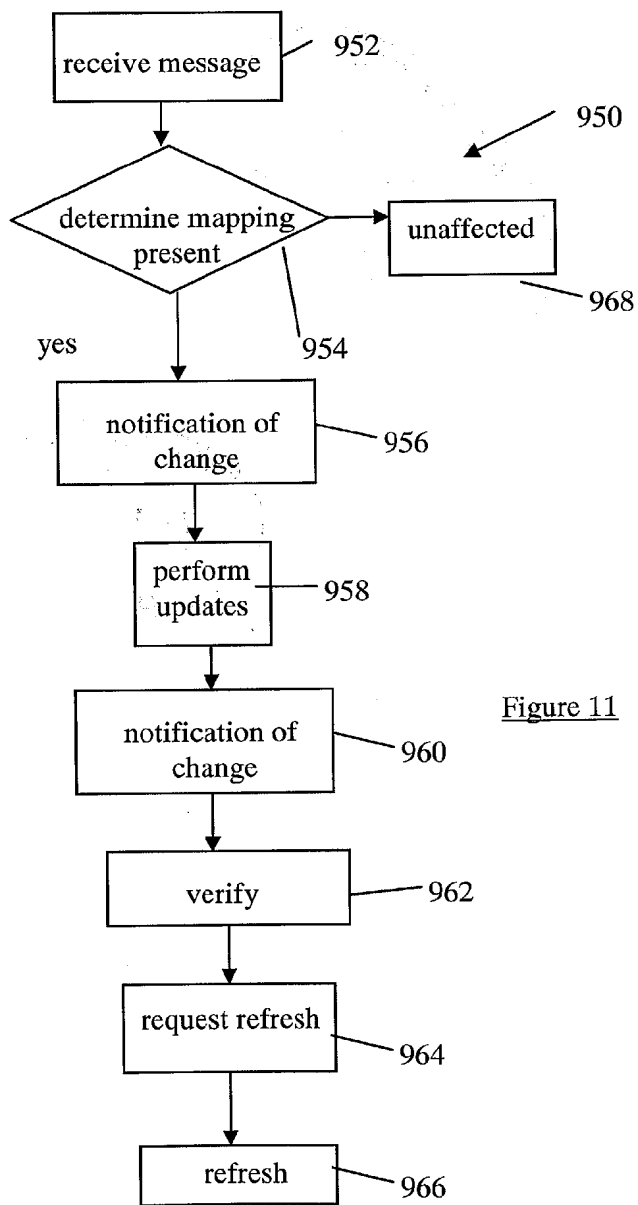 receive message
952
950
determine mapping
present
unaffected
968
954
yes
notification of
change
956
perform
updates
958
notification of
change
960
Figure 11
verify
962
request refresh
964
refresh
966